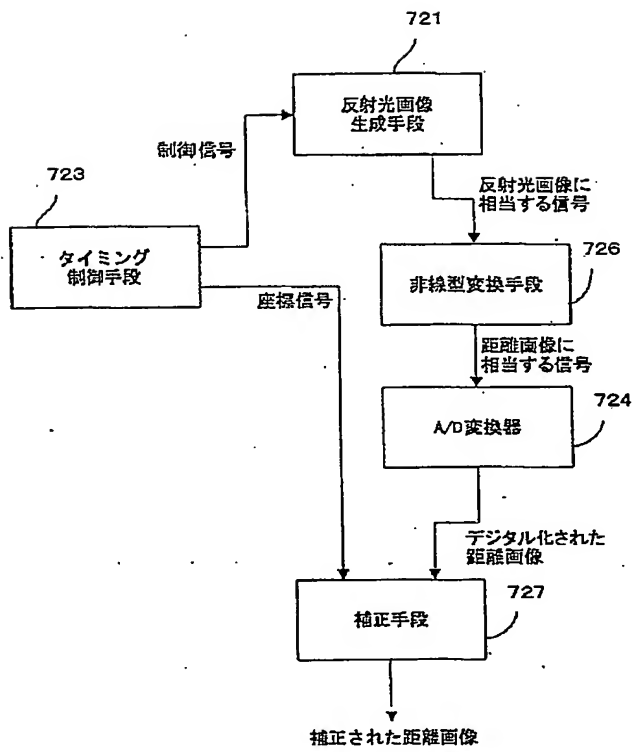 721
反射光画像
生成手段
制御信号
723
反射光画像に
相当する信号
タイミング
制御手段
726
非線型変換手段
座標信号
距離画像に
相当する信号
724
A/D変換器
デジタル化された
距離画像
727
補正手段
補正された距離画像